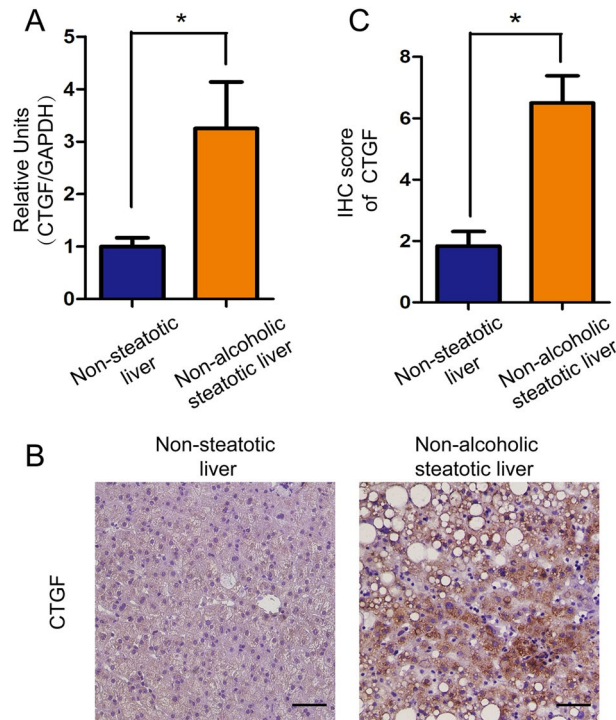 A
*
Relative Units
(CTGF/GAPDH)
5
4
3
2
1
0
Non-steatotic
liver
Non-alcoholic
steatotic liver
C
*
IHC score
of CTGF
8
6
4
2
0
Non-steatotic
liver
Non-alcoholic
steatotic liver
B
Non-steatotic
liver
Non-alcoholic
steatotic liver
CTGF